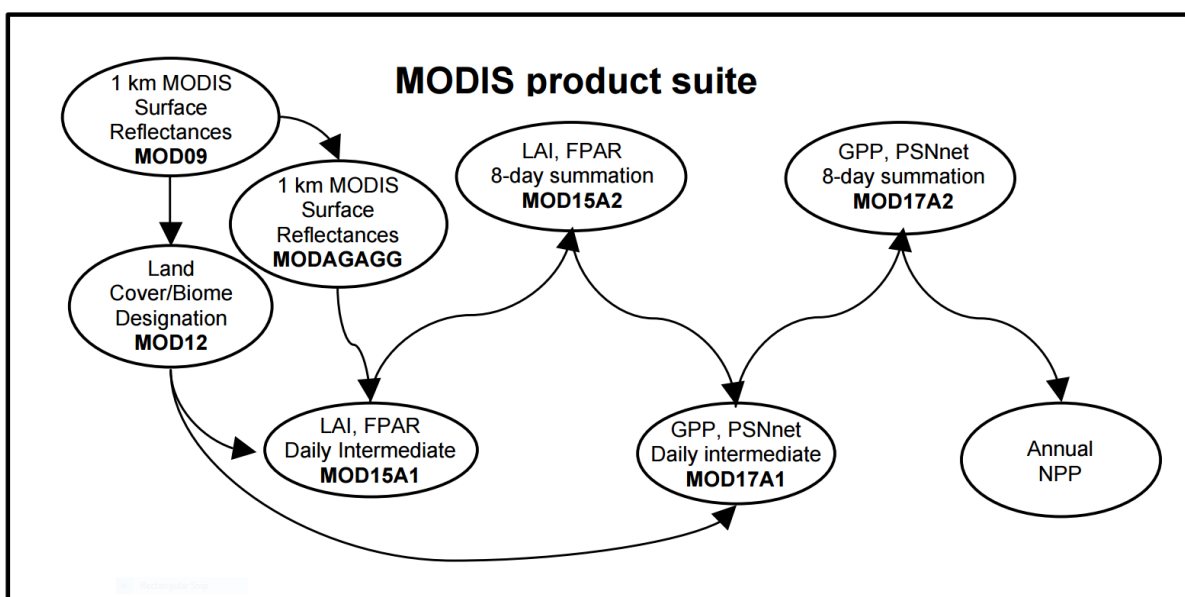 MODIS product suite
1 km MODIS
Surface
Reflectances
MOD09
1 km MODIS
Surface
Reflectances
MODAGAGG
Land
Cover/Biome
Designation
MOD12
LAI, FPAR
8-day summation
MOD15A2
GPP, PSNnet
8-day summation
MOD17A2
LAI, FPAR
Daily Intermediate
MOD15A1
GPP, PSNnet
Daily intermediate
MOD17A1
Annual
NPP